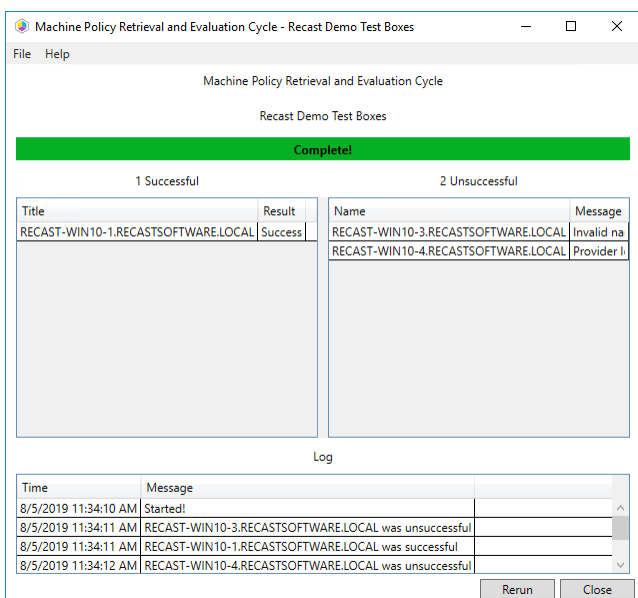 Machine Policy Retrieval and Evaluation Cycle - Recast Demo Test Boxes
File Help
Machine Policy Retrieval and Evaluation Cycle
Recast Demo Test Boxes
Complete!
1 Successful
2 Unsuccessful
Title Result
RECAST-WIN10-1.RECASTSOFTWARE.LOCAL Success
Name Message
RECAST-WIN10-3.RECASTSOFTWARE.LOCAL Invalid na
RECAST-WIN10-4.RECASTSOFTWARE.LOCAL Provider
Log
Time Message
8/5/2019 11:34:10 AM Started!
8/5/2019 11:34:11 AM RECAST-WIN10-3.RECASTSOFTWARE.LOCAL was unsuccessful
8/5/2019 11:34:11 AM RECAST-WIN10-1.RECASTSOFTWARE.LOCAL was successful
8/5/2019 11:34:12 AM RECAST-WIN10-4.RECASTSOFTWARE.LOCAL was unsuccessful
Rerun Close